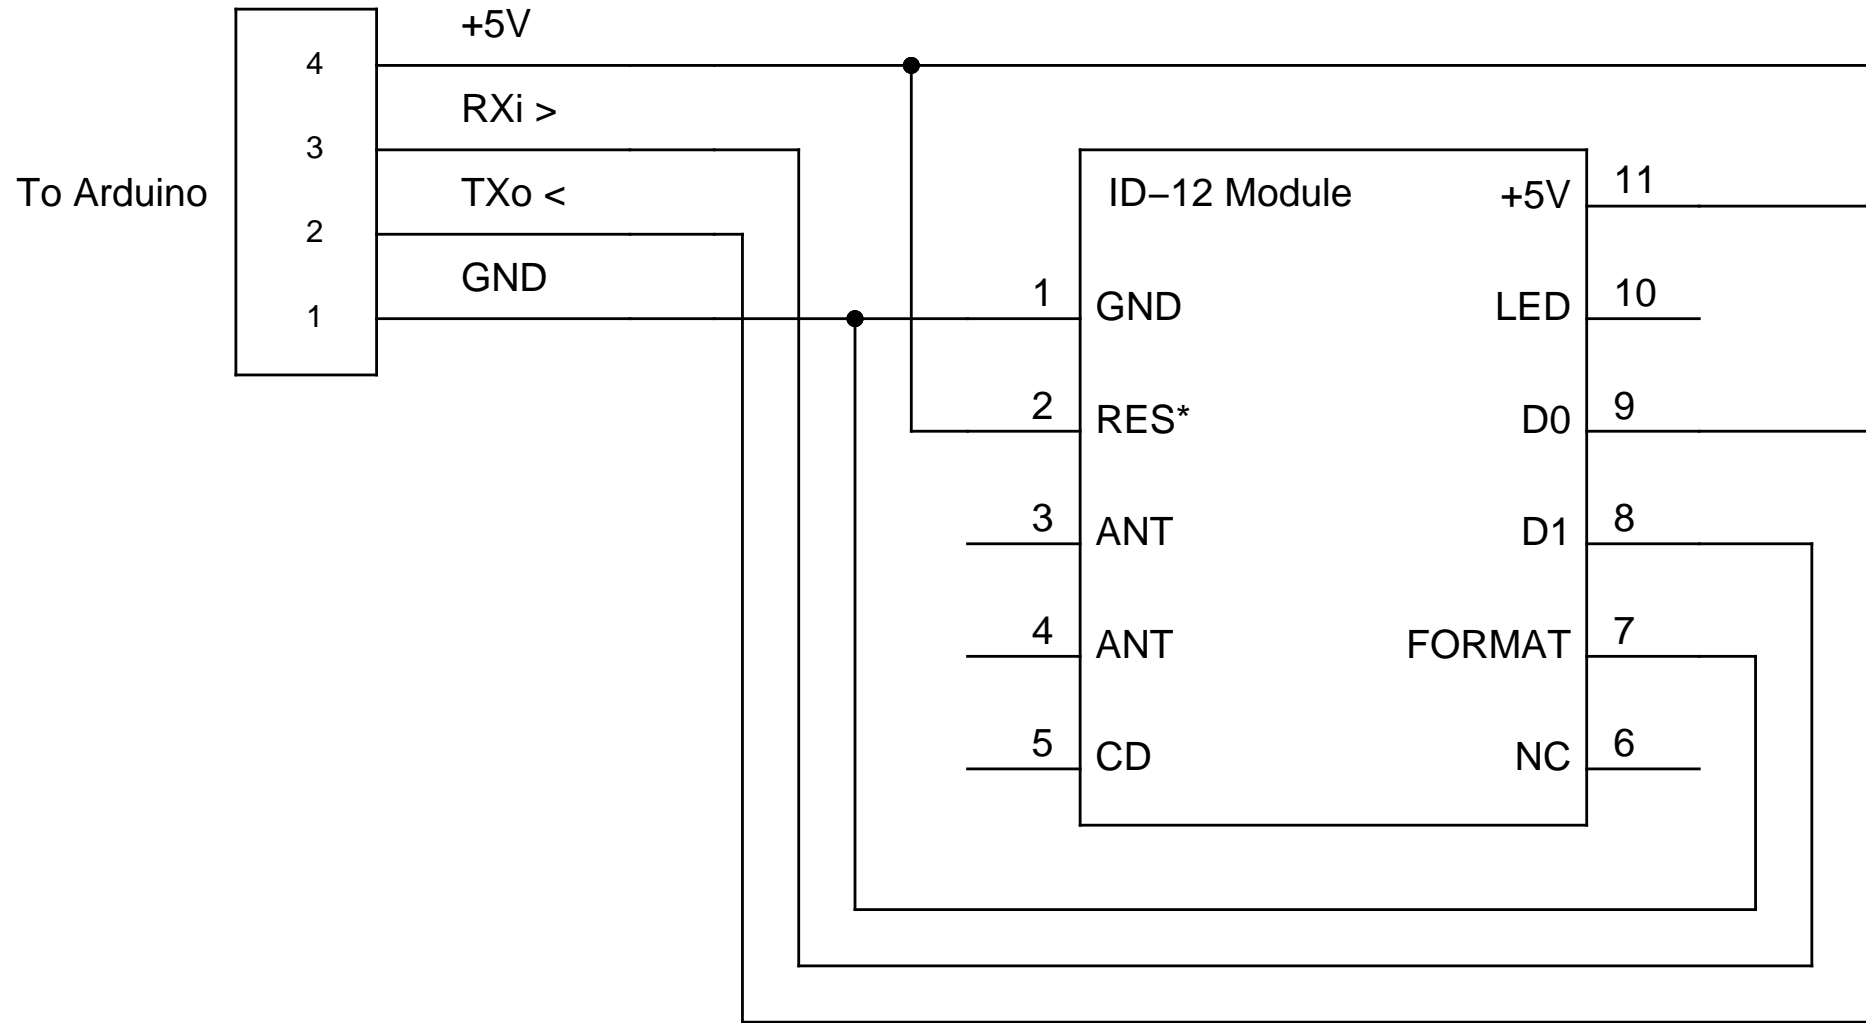 +5V
4
RXi >
3
To Arduino
TXo <
2
GND
1
ID−12 Module
+5V
11
1
GND
LED
10
2
RES*
D0
9
3
ANT
D1
8
4
ANT
FORMAT
7
5
CD
NC
6